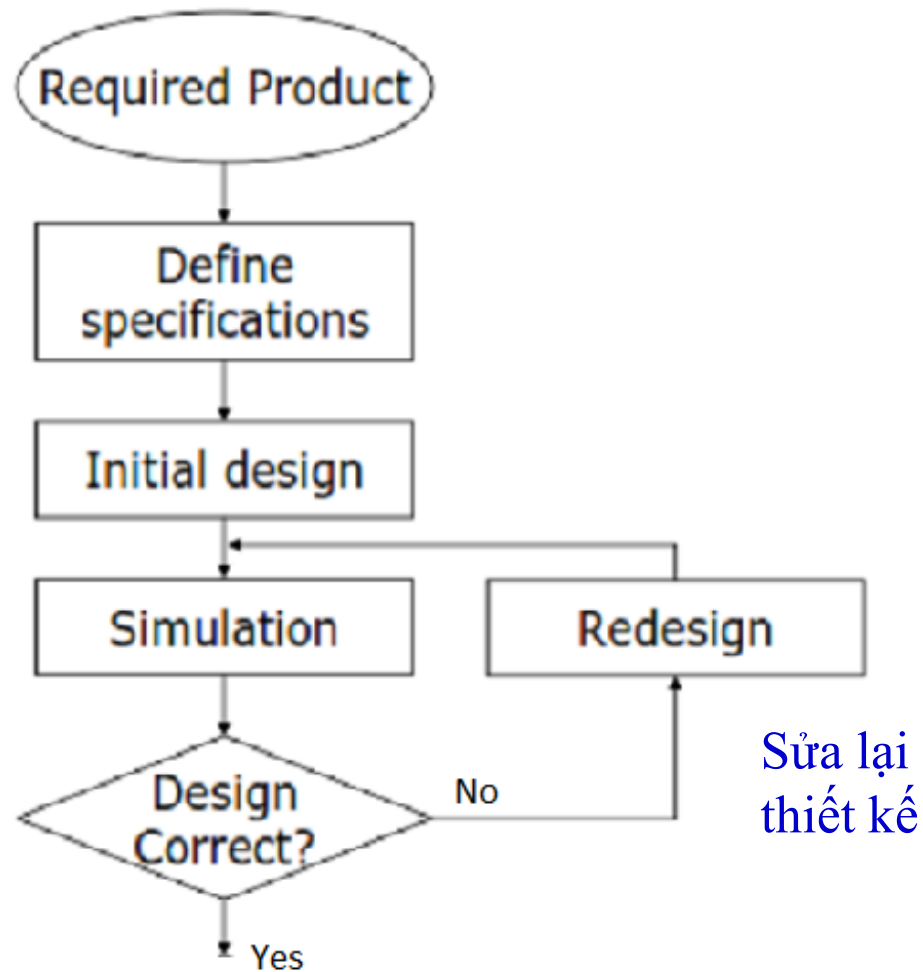 Required Product
Define
specifications
Initial design
Simulation
Redesign
Design
Correct?
No
Sửa lại
thiết kế
Yes